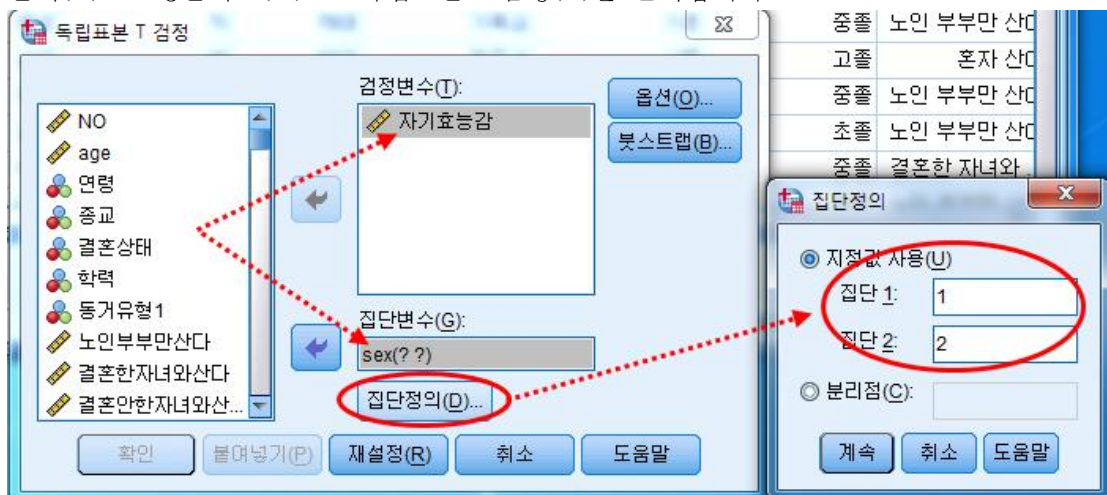 독립표본 T 검정
NO
age
연령
종교
결혼상태
학력
동거유형1
노인부부만산다
결혼한자녀와산다
결혼안한자녀와산...
검정변수(T):
자기효능감
집단변수(G):
sex(? ?)
집단정의(D)...
옵션(O)...
붓스트랩(B)...
확인
붙여넣기(P)
재설정(R)
취소
도움말
중졸 노인 부부만 산
고졸 혼자 산
중졸 노인 부부만 산
초졸 노인 부부만 산
중졸 결혼한 자녀와
집단정의
지정값 사용(U)
집단 1: 1
집단 2: 2
분리점(C):
계속
취소
도움말